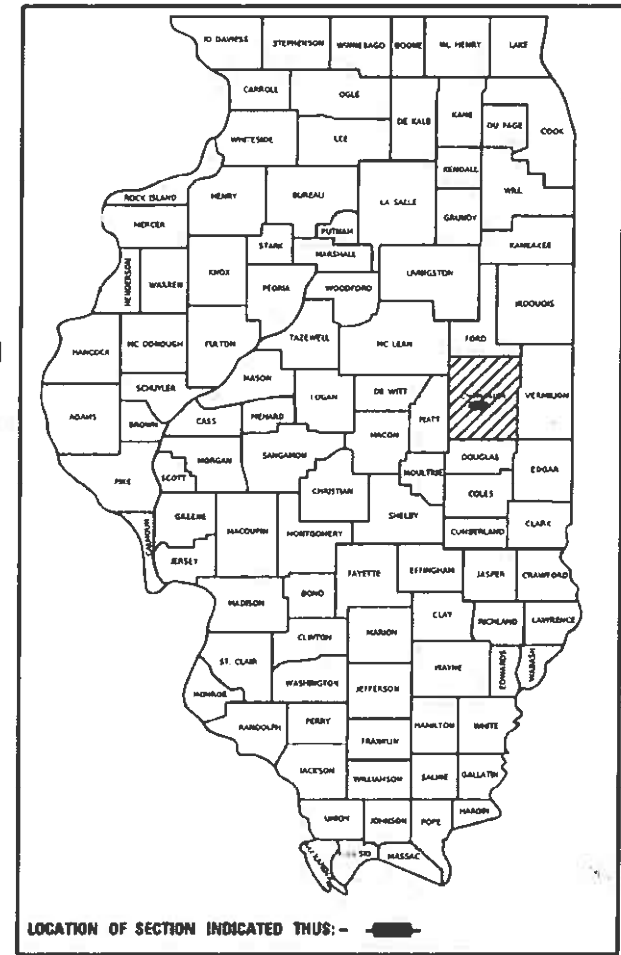 JO DAVIESS STEPHENSON WINNEBAGO BOONE MC HENRY LAKE
CARROLL OGLE DE KALB KANE DU PAGE COOK
WHITESIDE LEE KENDALL WILL
ROCK ISLAND HENRY BUREAU LA SALLE GRUNDY
MERCER STARK PUTNAM MARSHALL KANKAKEE
HENDERSON WARREN KNOX PEORIA WOODFORD LIVINGSTON IROQUOIS
HANCOCK MC DONOUGH FULTON TAZEWELL MC LEAN FORD
SCHUYLER MASON LOGAN DE WITT VERMILION
ADAMS BROWN CASS MENARD MACON PIATT
PIKE SCOTT MORGAN SANGAMON CHRISTIAN MOULTRIE DOUGLAS EDGAR
COLES
CALHOUN GREENE MACOUPIN MONTGOMERY SHELBY CUMBERLAND CLARK
JERSEY FAYETTE EFFINGHAM JASPER CRAWFORD
MADISON BOND CLAY RICHLAND LAWRENCE
ST. CLAIR CLINTON MARION WAYNE EDWARDS WABASH
MONROE WASHINGTON JEFFERSON
RANDOLPH PERRY FRANKLIN HAMILTON WHITE
JACKSON WILLIAMSON SALINE GALLATIN
UNION JOHNSON POPE HARDIN
MASSAC
LOCATION OF SECTION INDICATED THUS: -